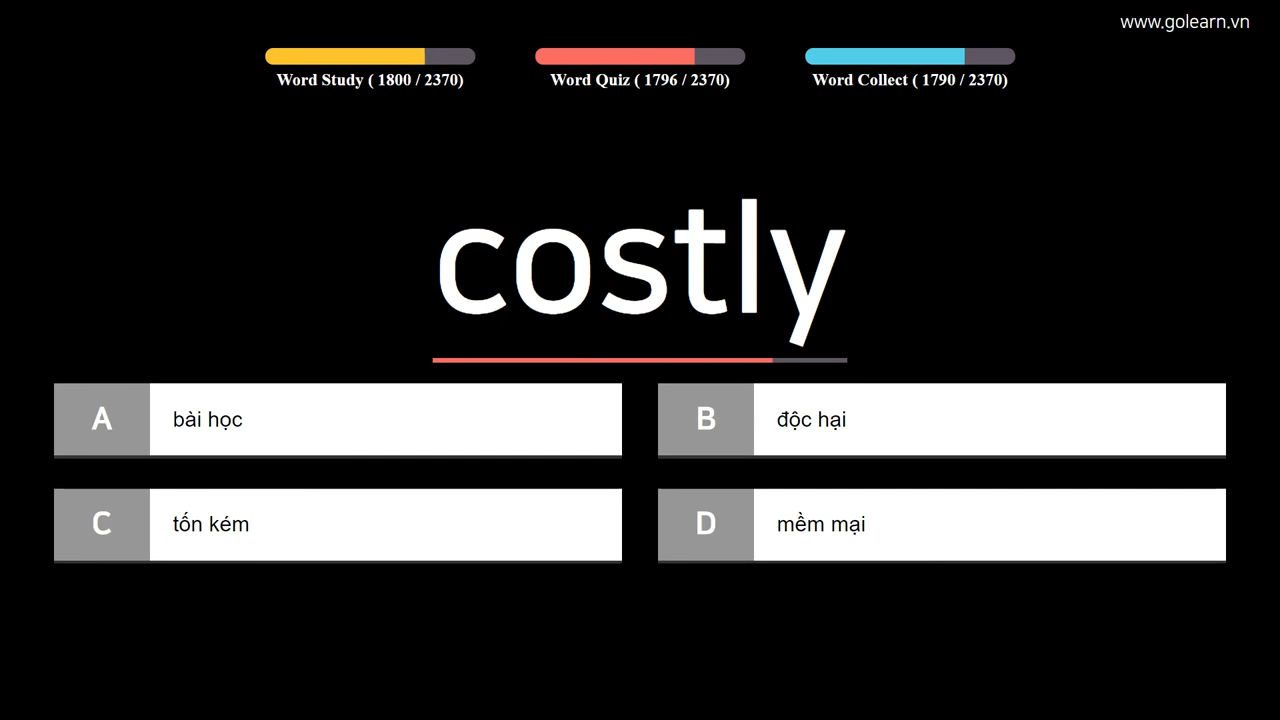 www.golearn.vn
Word Study ( 1800 / 2370)
Word Quiz ( 1796 / 2370)
Word Collect ( 1790 / 2370)
costly
A bài học
B độc hại
C tốn kém
D mềm mại